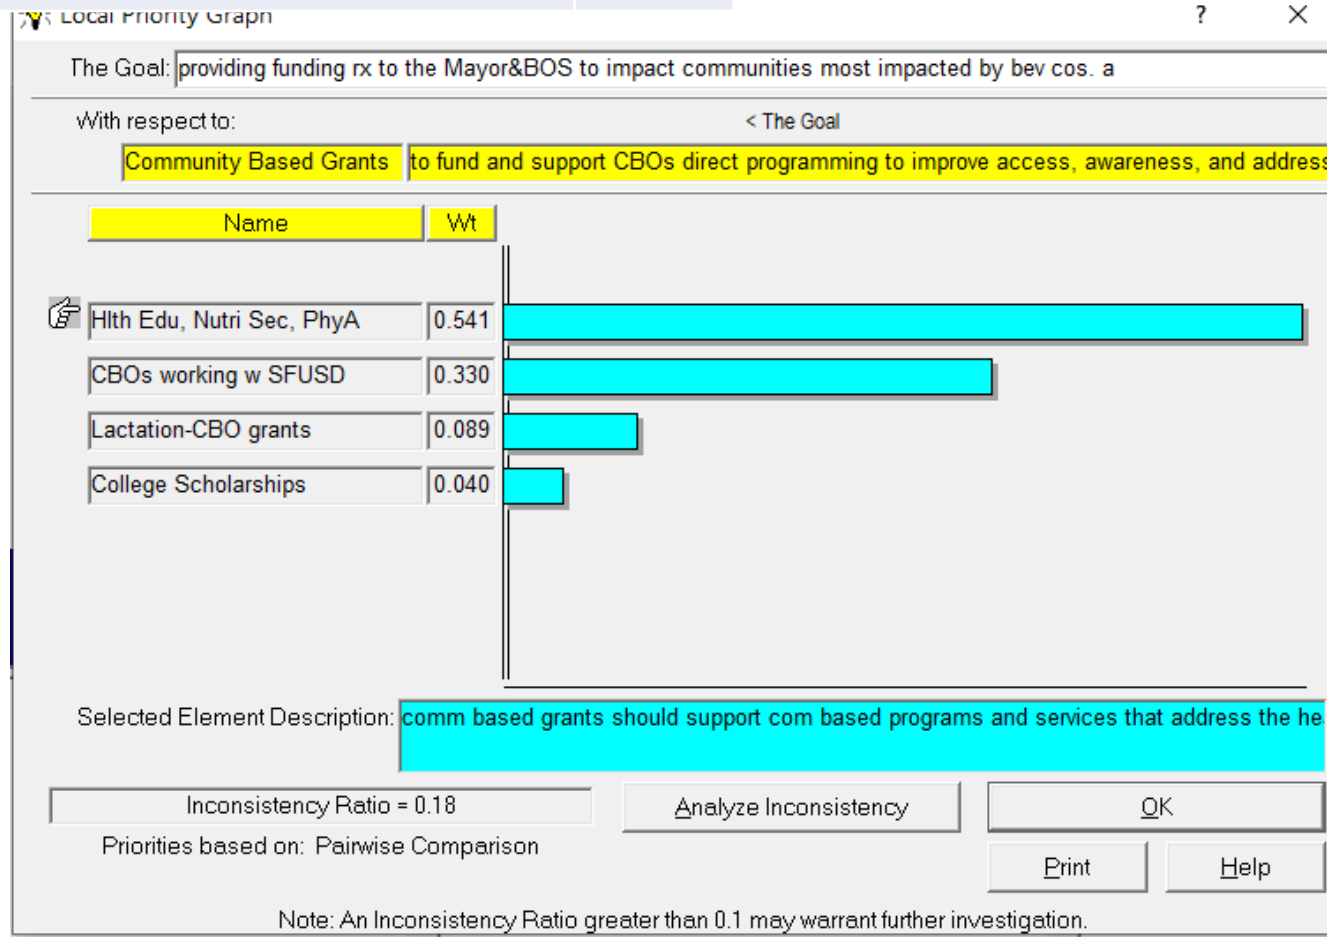 Local Priority Graph ? ×
The Goal: providing funding rx to the Mayor&BOS to impact communities most impacted by bev cos. a
With respect to: < The Goal
Community Based Grants to fund and support CBOs direct programming to improve access, awareness, and address
Name Wt
Hlth Edu, Nutri Sec, PhyA 0.541
CBOs working w SFUSD 0.330
Lactation-CBO grants 0.089
College Scholarships 0.040
Selected Element Description: comm based grants should support com based programs and services that address the he
Inconsistency Ratio = 0.18 Analyze Inconsistency OK
Priorities based on: Pairwise Comparison
Print Help
Note: An Inconsistency Ratio greater than 0.1 may warrant further investigation.